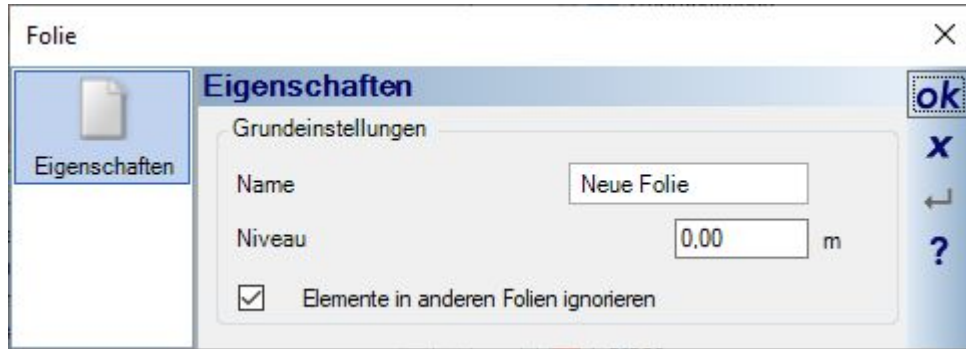 Folie
Eigenschaften
Eigenschaften
Grundeinstellungen
Name Neue Folie
Niveau 0,00 m
Elemente in anderen Folien ignorieren
ok
x
?